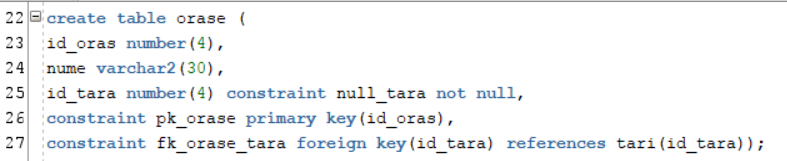 22 create table orase (
23 id_oras number(4),
24 nume varchar2(30),
25 id_tara number(4) constraint null_tara not null,
26 constraint pk_orase primary key(id_oras),
27 constraint fk_orase_tara foreign key(id_tara) references tari(id_tara));